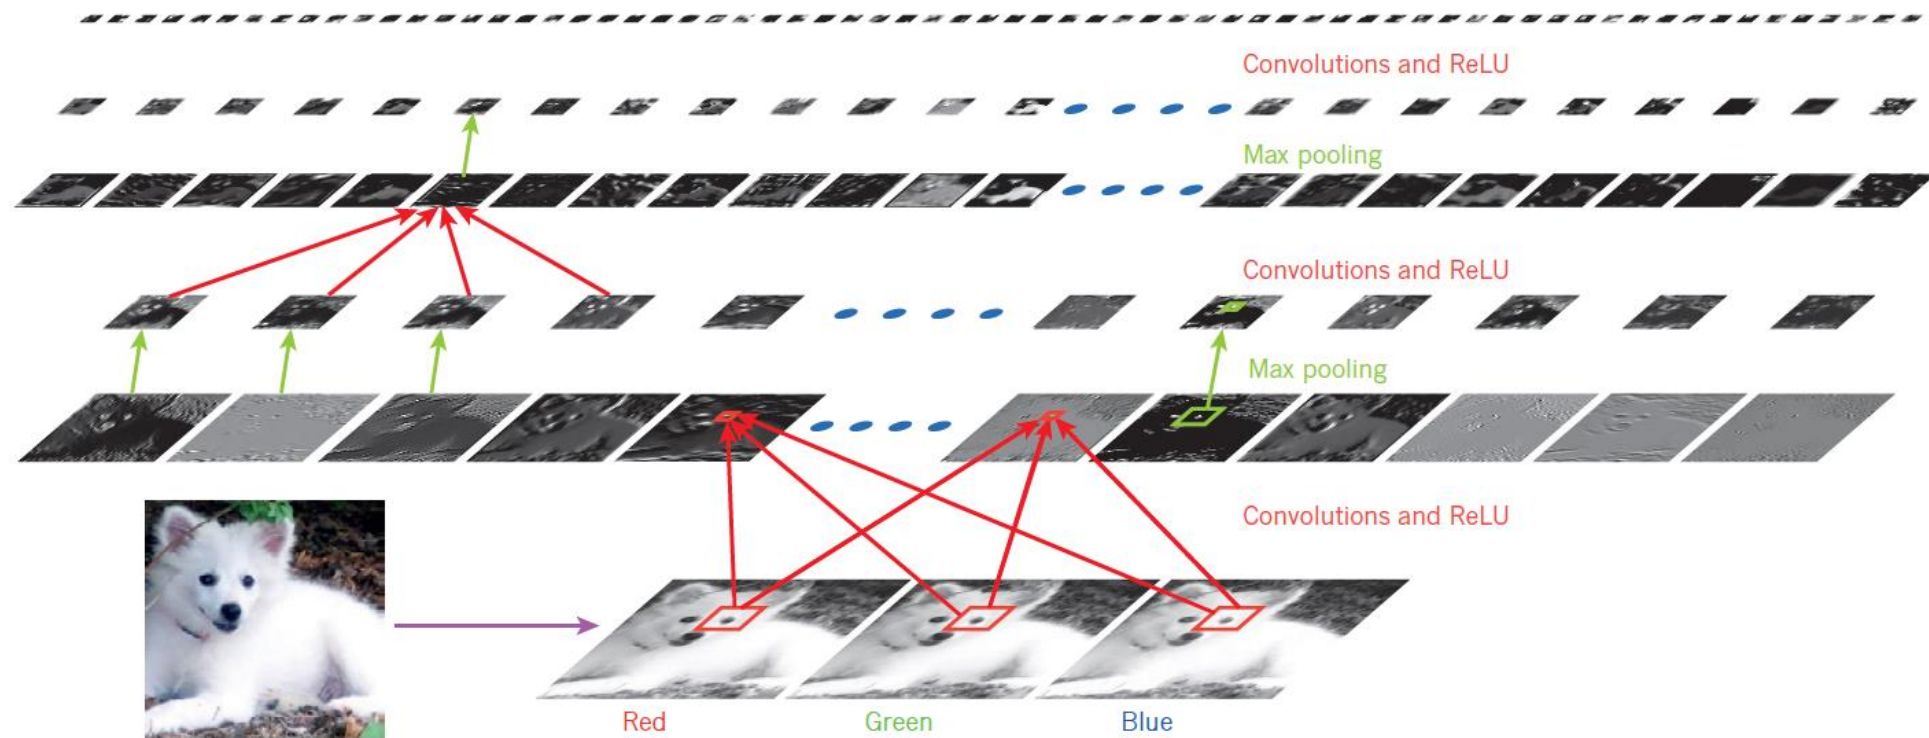 Convolutions and ReLU
Max pooling
Convolutions and ReLU
Max pooling
Convolutions and ReLU
Red
Green
Blue